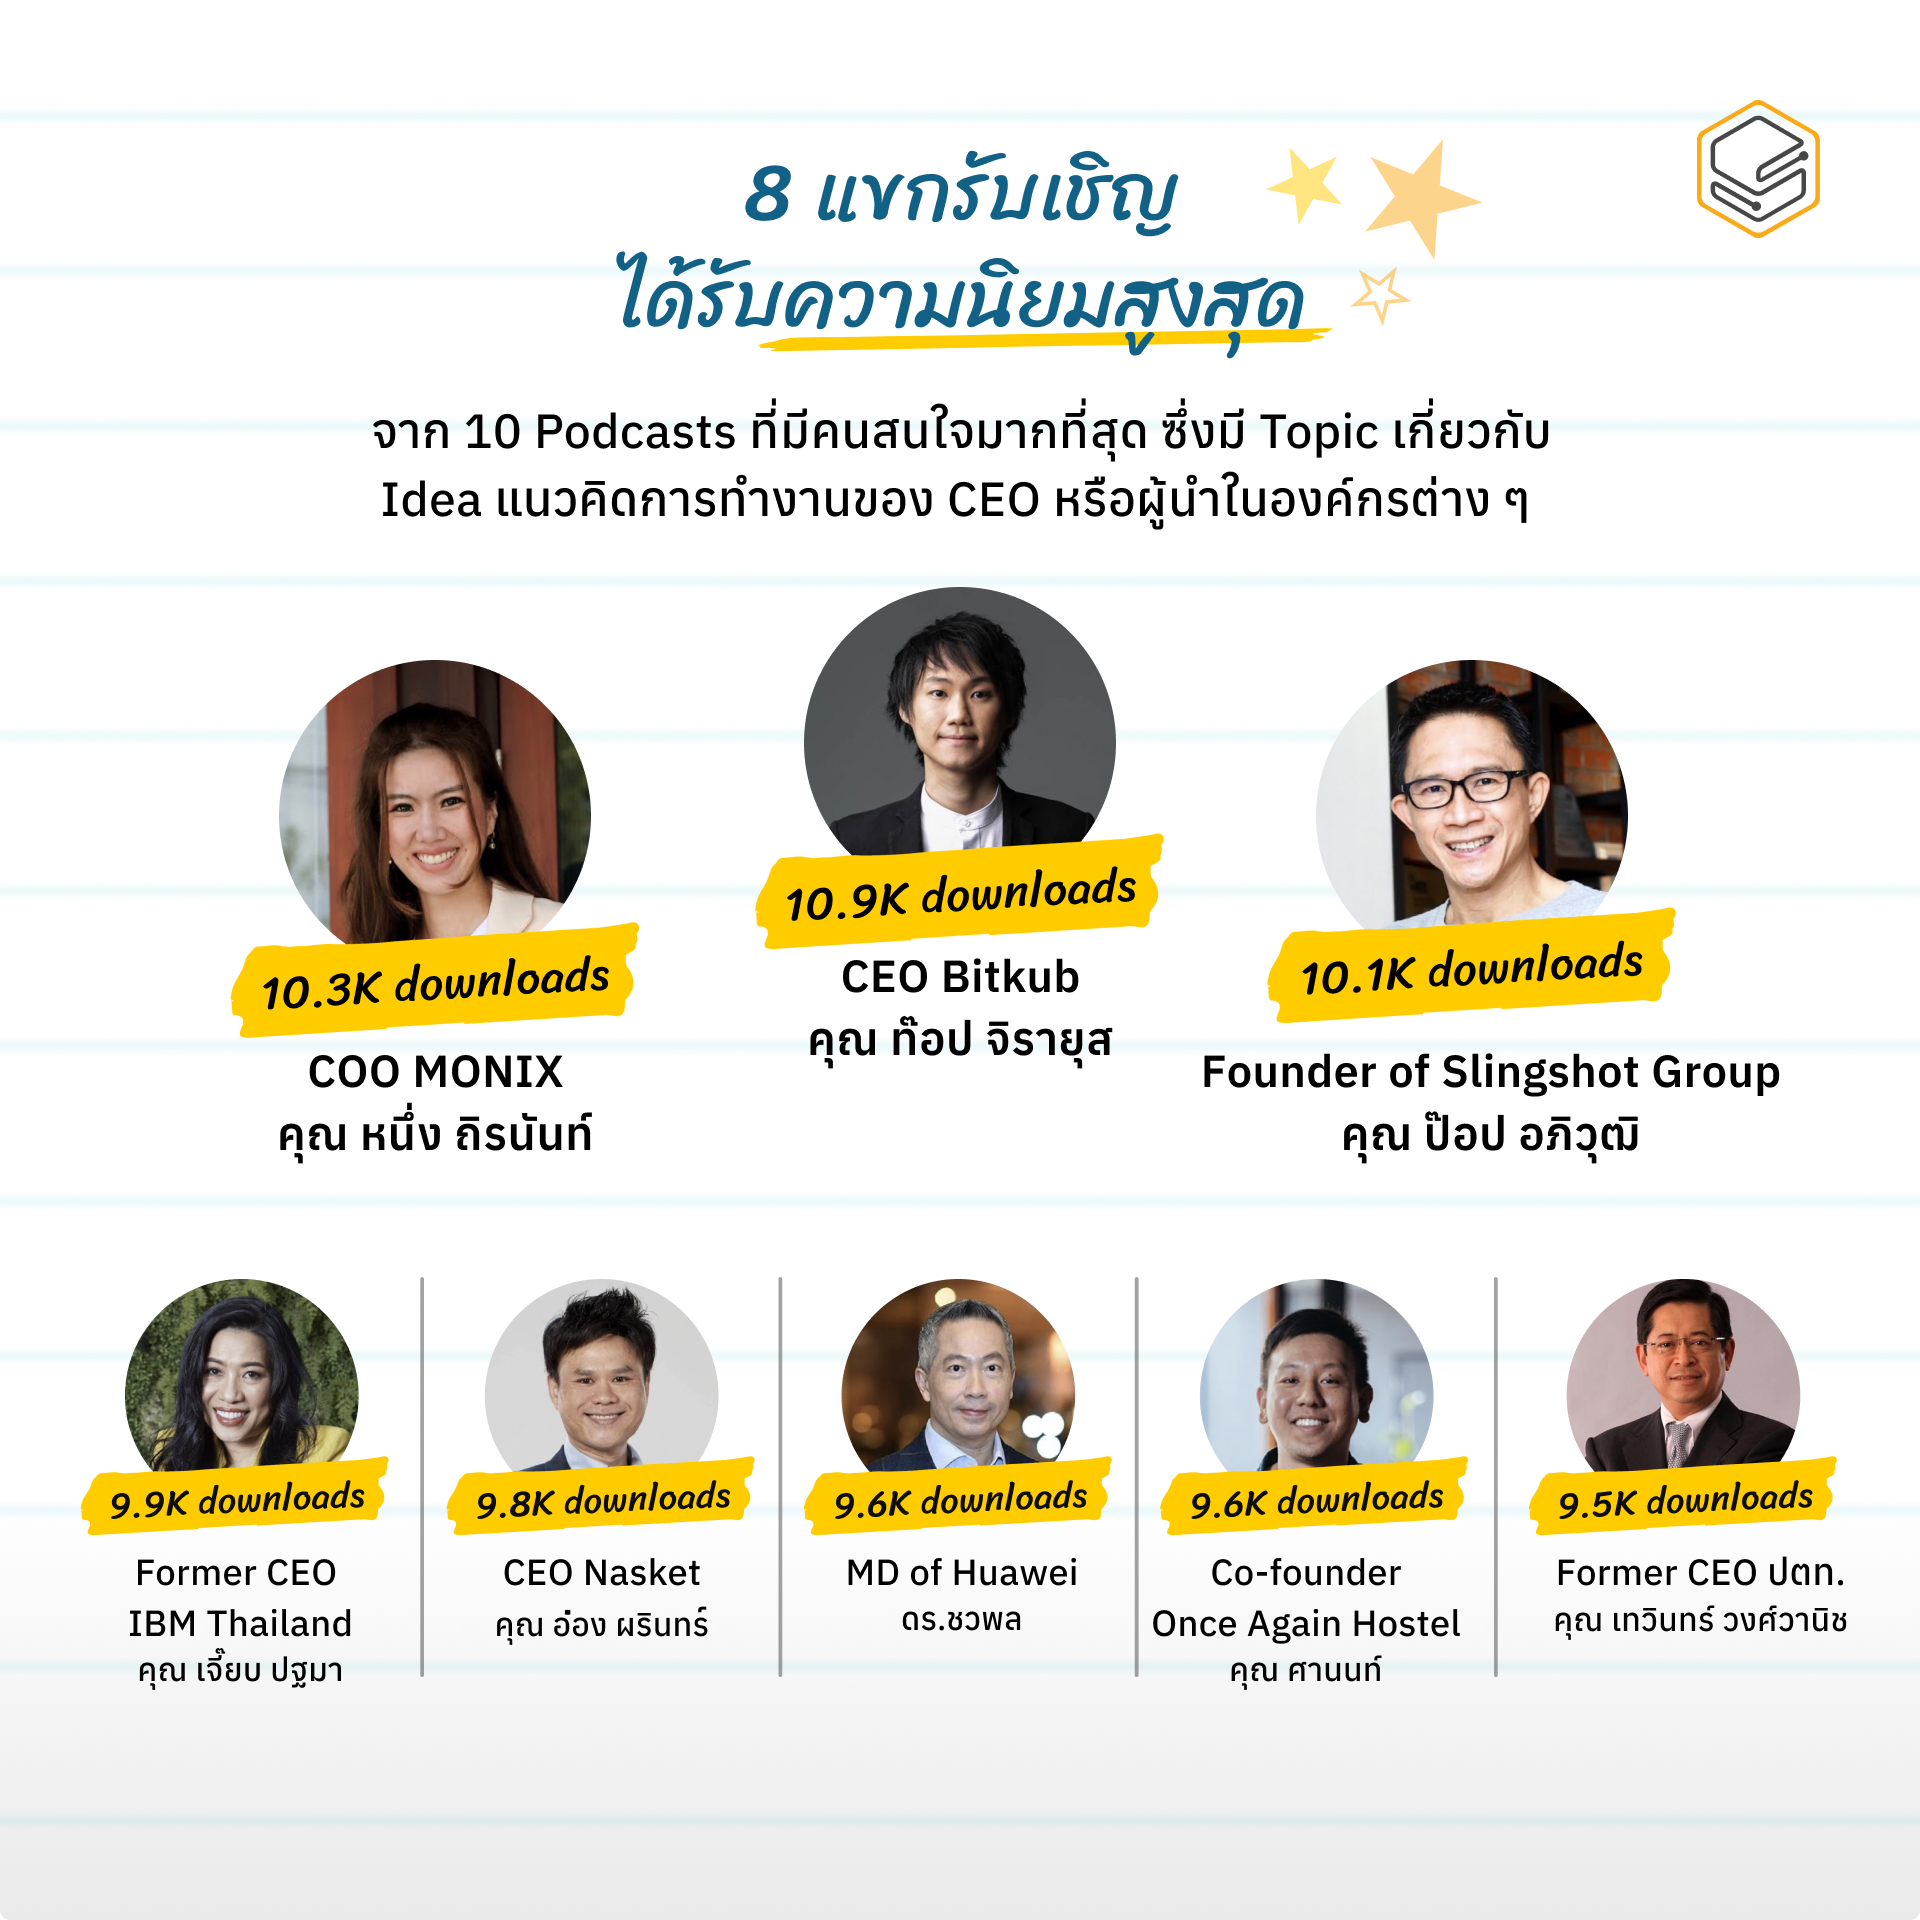 8 แขกรับเชิญ
ได้รับความนิยมสูงสุด
จาก 10 Podcasts ที่มีคนสนใจมากที่สุด ซึ่งมี Topic เกี่ยวกับ
Idea แนวคิดการทำงานของ CEO หรือผู้นำในองค์กรต่าง ๆ
10.3K downloads
COO MONIX
คุณ หนึ่ง ถิรนันท์
10.9K downloads
CEO Bitkub
คุณ ท๊อป จิรายุส
10.1K downloads
Founder of Slingshot Group
คุณ ป๊อป อภิวุฒิ
9.9K downloads
Former CEO
IBM Thailand
คุณ เจี๊ยบ ปฐมา
9.8K downloads
CEO Nasket
คุณ อ่อง ผรินทร์
9.6K downloads
MD of Huawei
ดร.ชวพล
9.6K downloads
Co-founder
Once Again Hostel
คุณ ศานนท์
9.5K downloads
Former CEO ปตท.
คุณ เทวินทร์ วงศ์วานิช